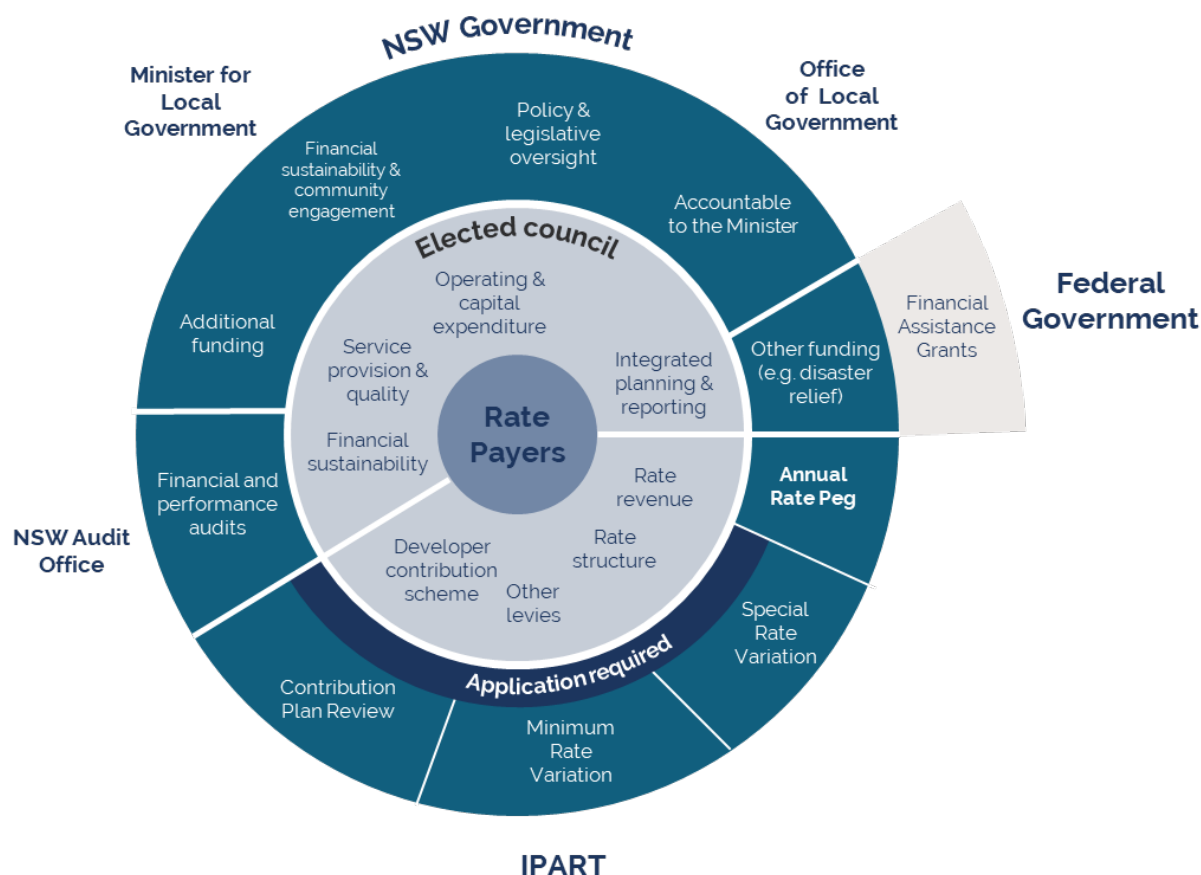 NSW Government
Minister for
Local
Government
Office
of Local
Government
Policy &
legislative
oversight
Financial
sustainability &
community
engagement
Accountable
to the Minister
Additional
funding
Elected council
Operating &
capital
expenditure
Service
provision &
quality
Integrated
planning &
reporting
Financial
sustainability
Rate
Payers
Other funding
(e.g. disaster
relief)
Financial
Assistance
Grants
Federal
Government
Financial and
performance
audits
NSW Audit
Office
Rate
revenue
Rate
structure
Developer
contribution
scheme
Other
levies
Annual
Rate Peg
Special
Rate
Variation
Application required
Contribution
Plan Review
Minimum
Rate
Variation
IPART